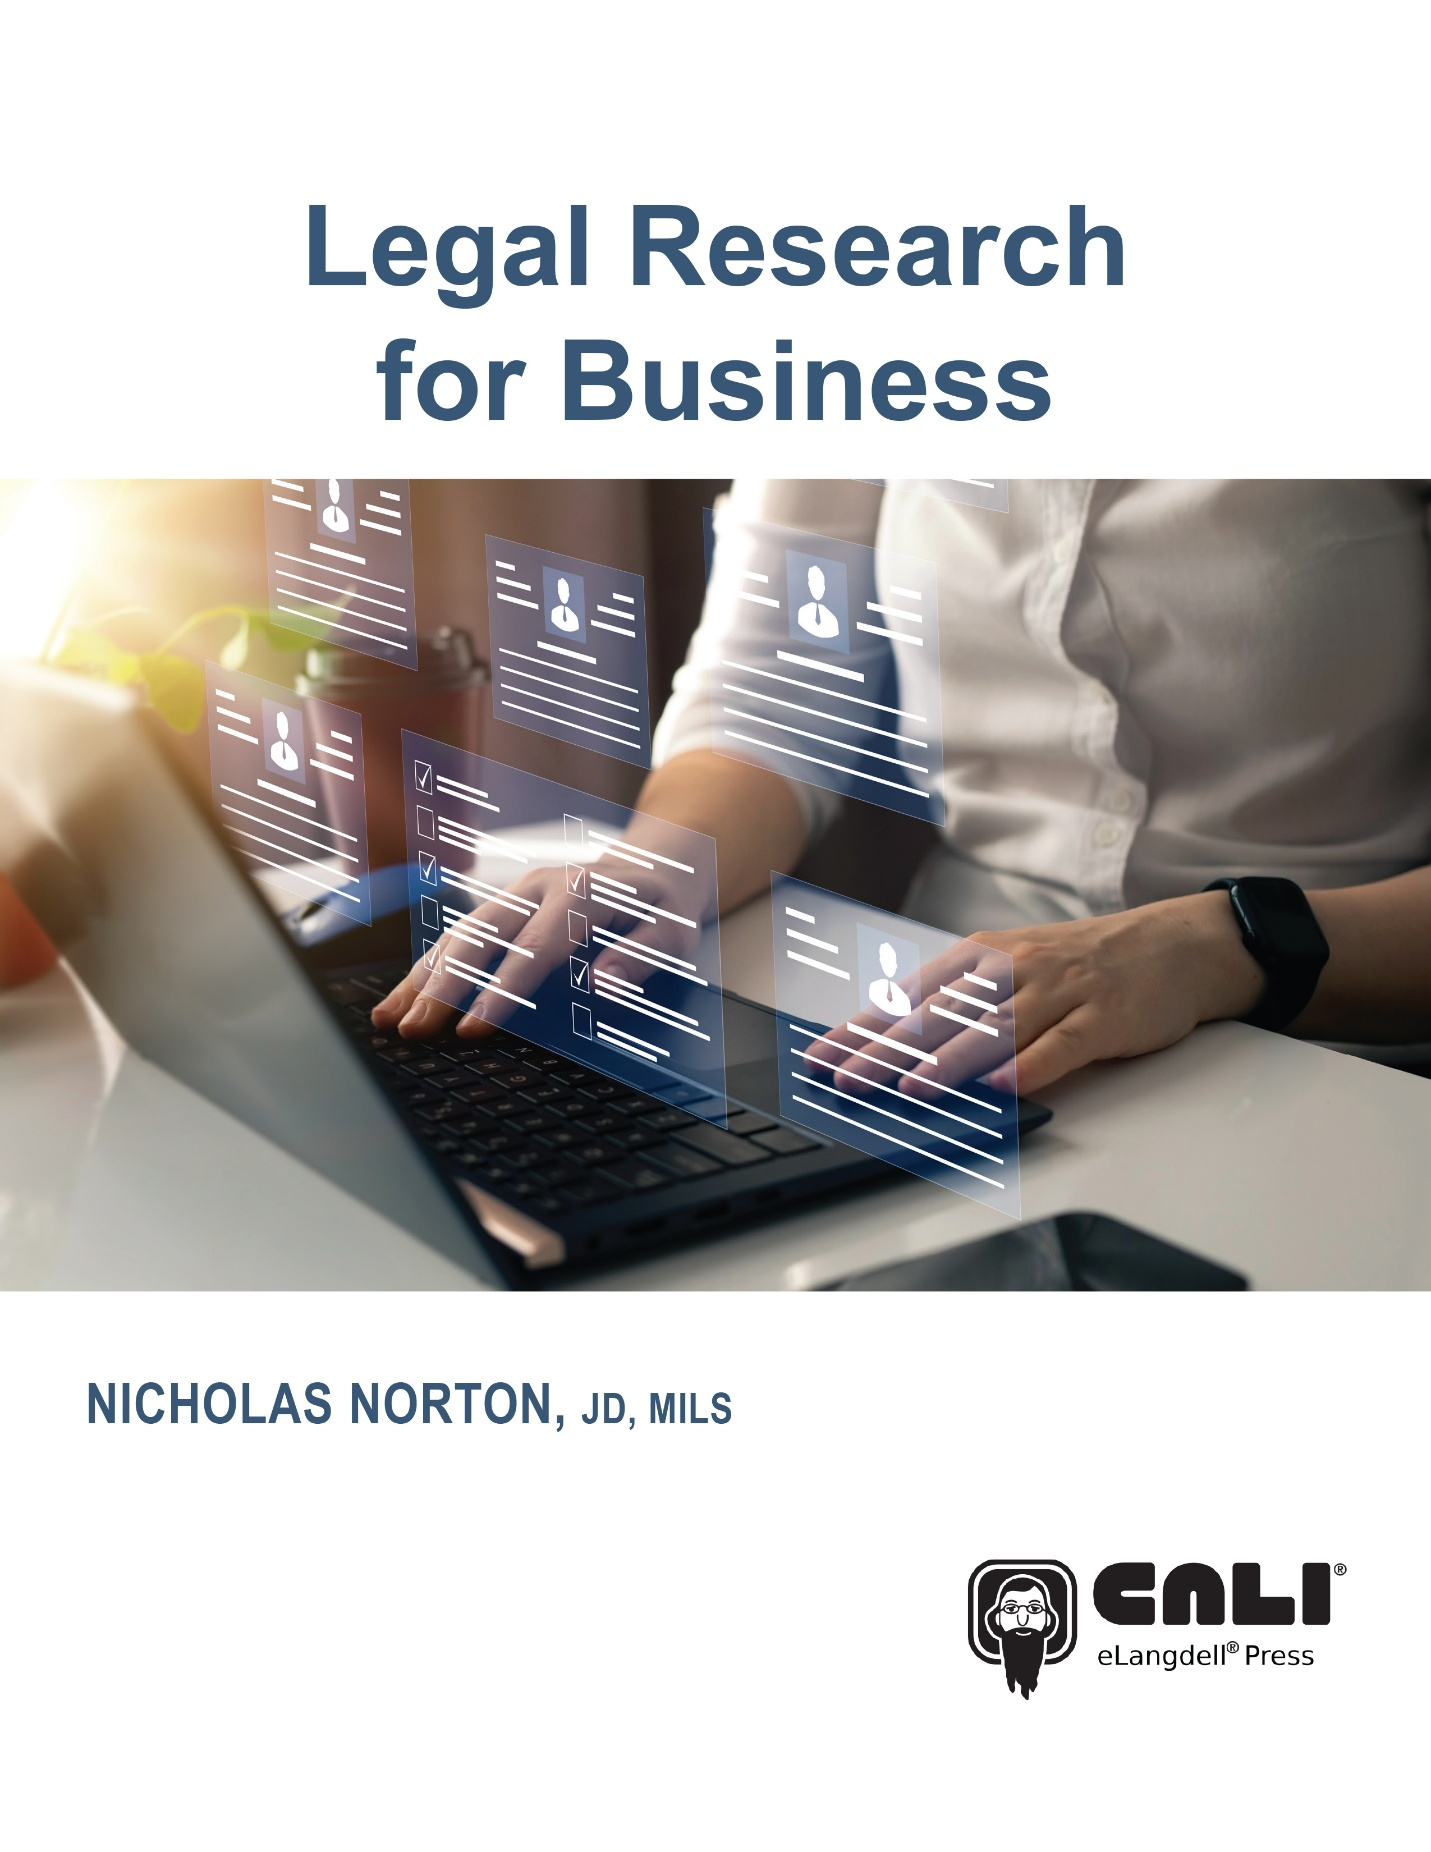 Legal Research
for Business
NICHOLAS NORTON, JD, MILS
CALI®
eLangdell® Press